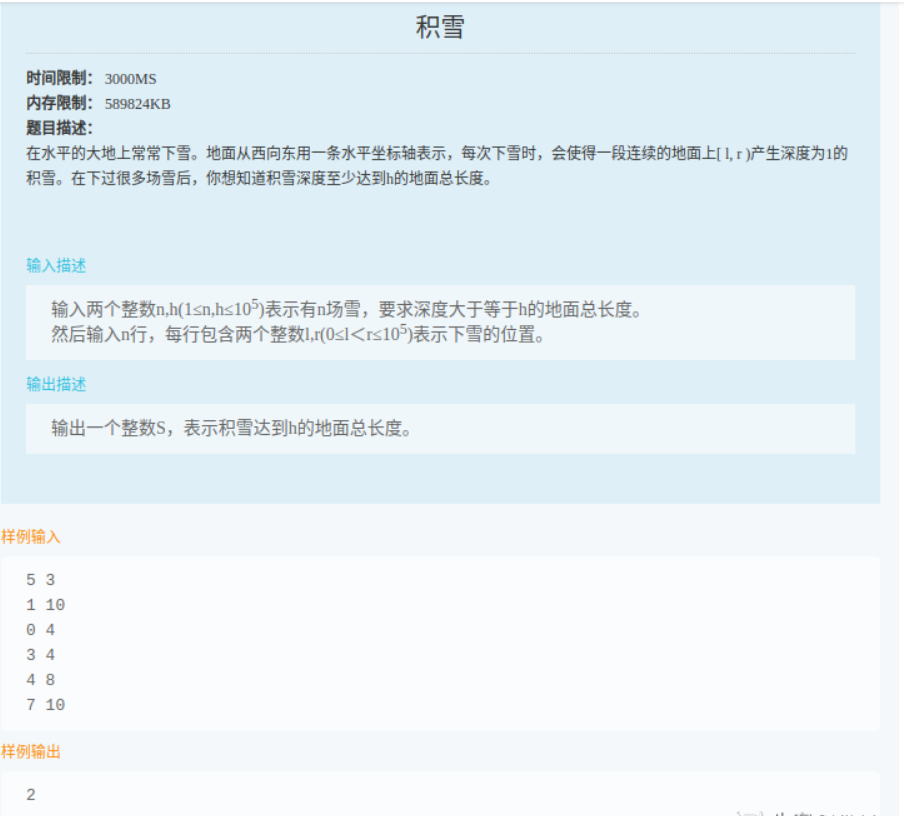 积雪
时间限制： 3000MS
内存限制： 589824KB
题目描述：
在水平的大地上常常下雪。地面从西向东用一条水平坐标轴表示，每次下雪时，会使得一段连续的地面上[ l, r )产生深度为1的
积雪。在下过很多场雪后，你想知道积雪深度至少达到h的地面总长度。
输入描述
输入两个整数n,h(1≤n,h≤10⁵)表示有n场雪，要求深度大于等于h的地面总长度。
然后输入n行，每行包含两个整数l,r(0≤l＜r≤10⁵)表示下雪的位置。
输出描述
输出一个整数S，表示积雪达到h的地面总长度。
样例输入
5 3
1 10
0 4
3 4
4 8
7 10
样例输出
2